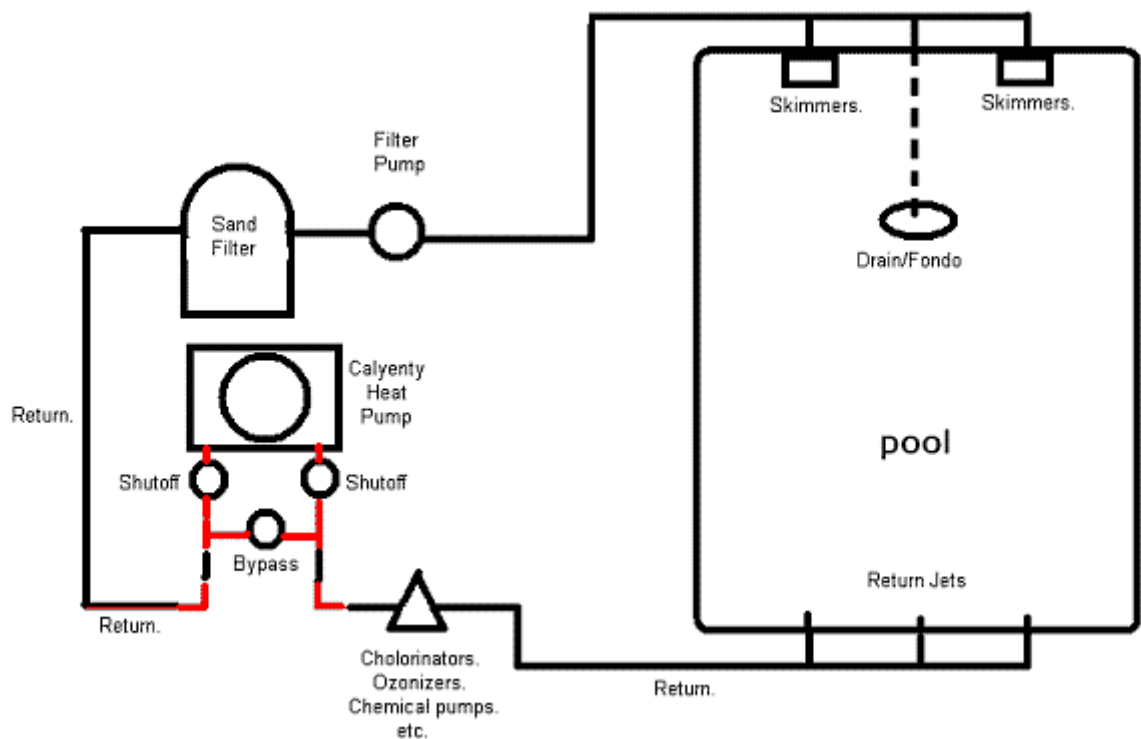 Skimmers.
Skimmers.
Filter
Pump
Sand
Filter
Drain/Fondo
Calyenty
Heat
Pump
Return.
pool
Shutoff
Shutoff
Bypass
Return Jets
Return.
Cholorinators.
Ozonizers.
Chemical pumps.
etc.
Return.